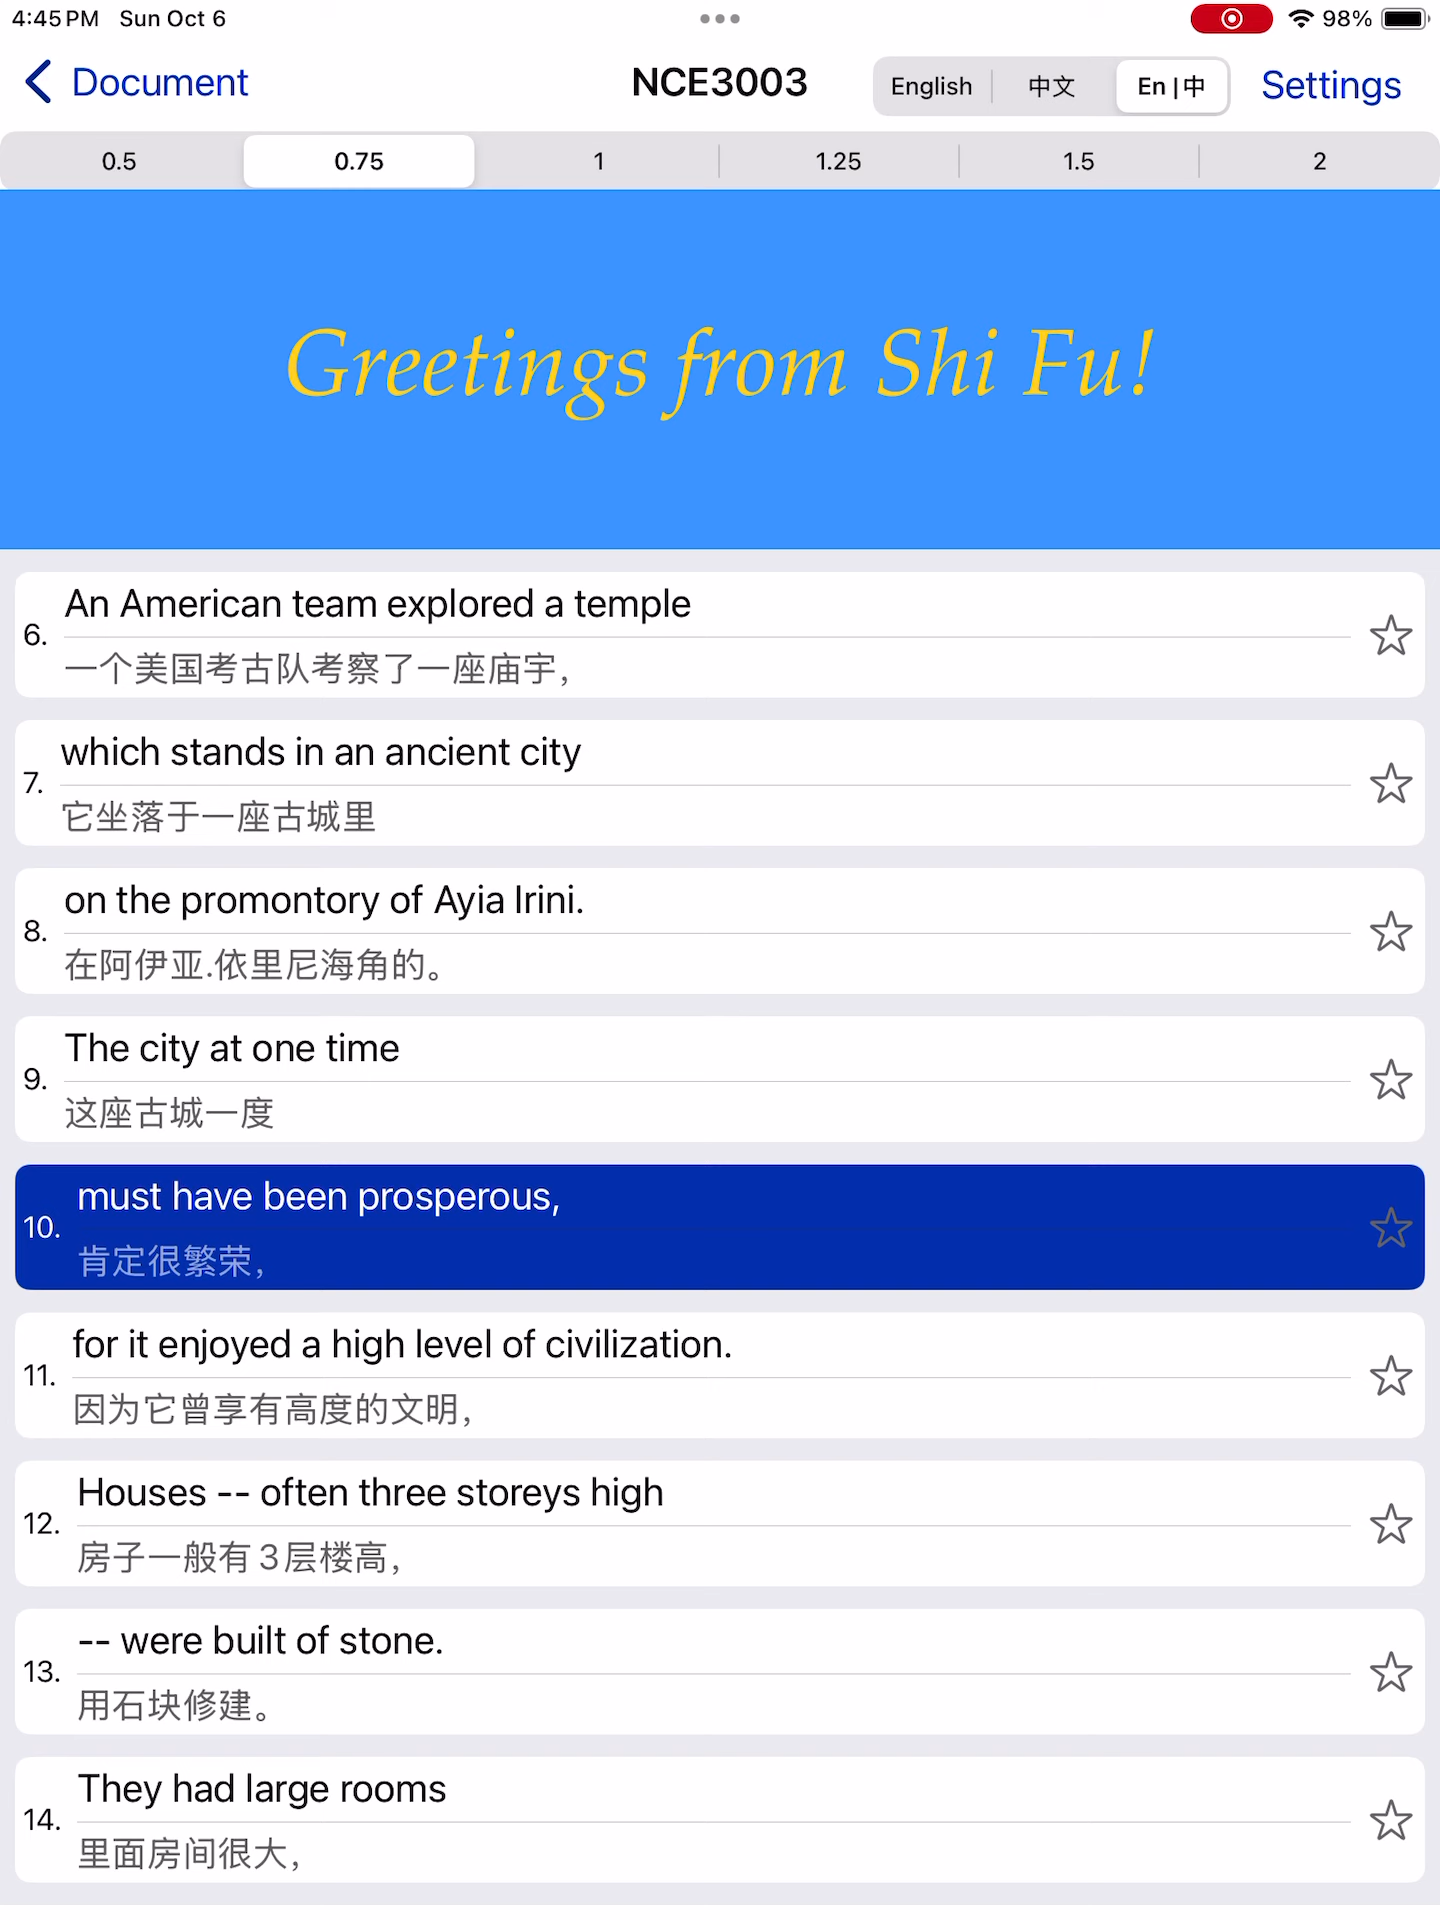 4:45 PM Sun Oct 6
98%
Document
NCE3003
English 中文 En | 中
Settings
0.5 0.75 1 1.25 1.5 2
Greetings from Shi Fu!
6. An American team explored a temple
一个美国考古队考察了一座庙宇，
7. which stands in an ancient city
它坐落于一座古城里
8. on the promontory of Ayia Irini.
在阿伊亚.依里尼海角的。
9. The city at one time
这座古城一度
10. must have been prosperous,
肯定很繁荣，
11. for it enjoyed a high level of civilization.
因为它曾享有高度的文明，
12. Houses -- often three storeys high
房子一般有3层楼高，
13. -- were built of stone.
用石块修建。
14. They had large rooms
里面房间很大，